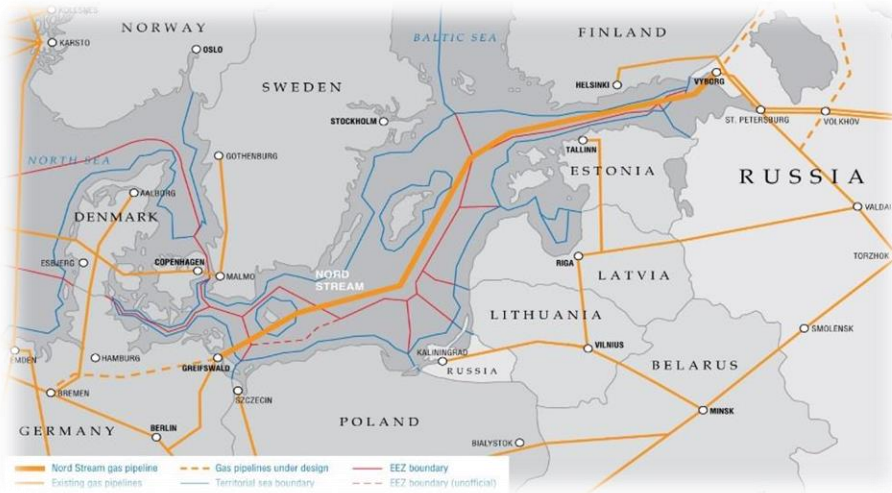 KARSTO
NORWAY
OSLO
BALTIC SEA
FINLAND
SWEDEN
HELSINKI
VYBORG
STOCKHOLM
ST. PETERSBURG
VOLKHOV
NORTH SEA
GOTHENBURG
TALLINN
ESTONIA
RUSSIA
AALBORG
DENMARK
VALDAI
ESBJERG
COPENHAGEN
MALMO
NORD
STREAM
RIGA
LATVIA
TORZHOK
LITHUANIA
SMOLENSK
EMDEN
HAMBURG
GREIFSWALD
KALININGRAD
RUSSIA
VILNIUS
BELARUS
BREMEN
SZCZECIN
MINSK
GERMANY
BERLIN
POLAND
BIALYSTOK
Nord Stream gas pipeline
Gas pipelines under design
EEZ boundary
Existing gas pipelines
Territorial sea boundary
EEZ boundary (unofficial)